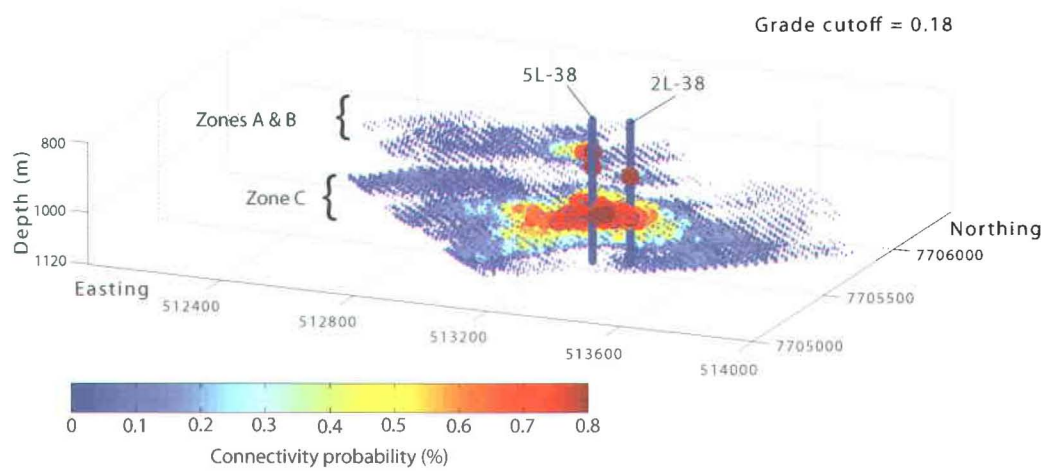 Grade cutoff = 0.18
5L-38
2L-38
Zones A & B
Zone C
800
1000
1120
Depth (m)
Easting
512400
512800
513200
513600
514000
Northing
7706000
7705500
7705000
0 0.1 0.2 0.3 0.4 0.5 0.6 0.7 0.8
Connectivity probability (%)